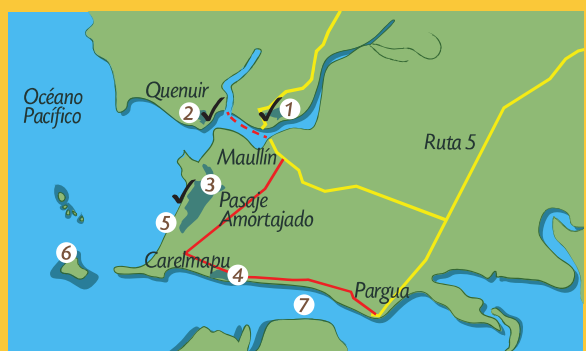 Quenuir
2
1
Océano
Pacífico
Ruta 5
Maullín
3
Pasaje
Amortajado
5
6
Carelmapu
4
Pargua
7